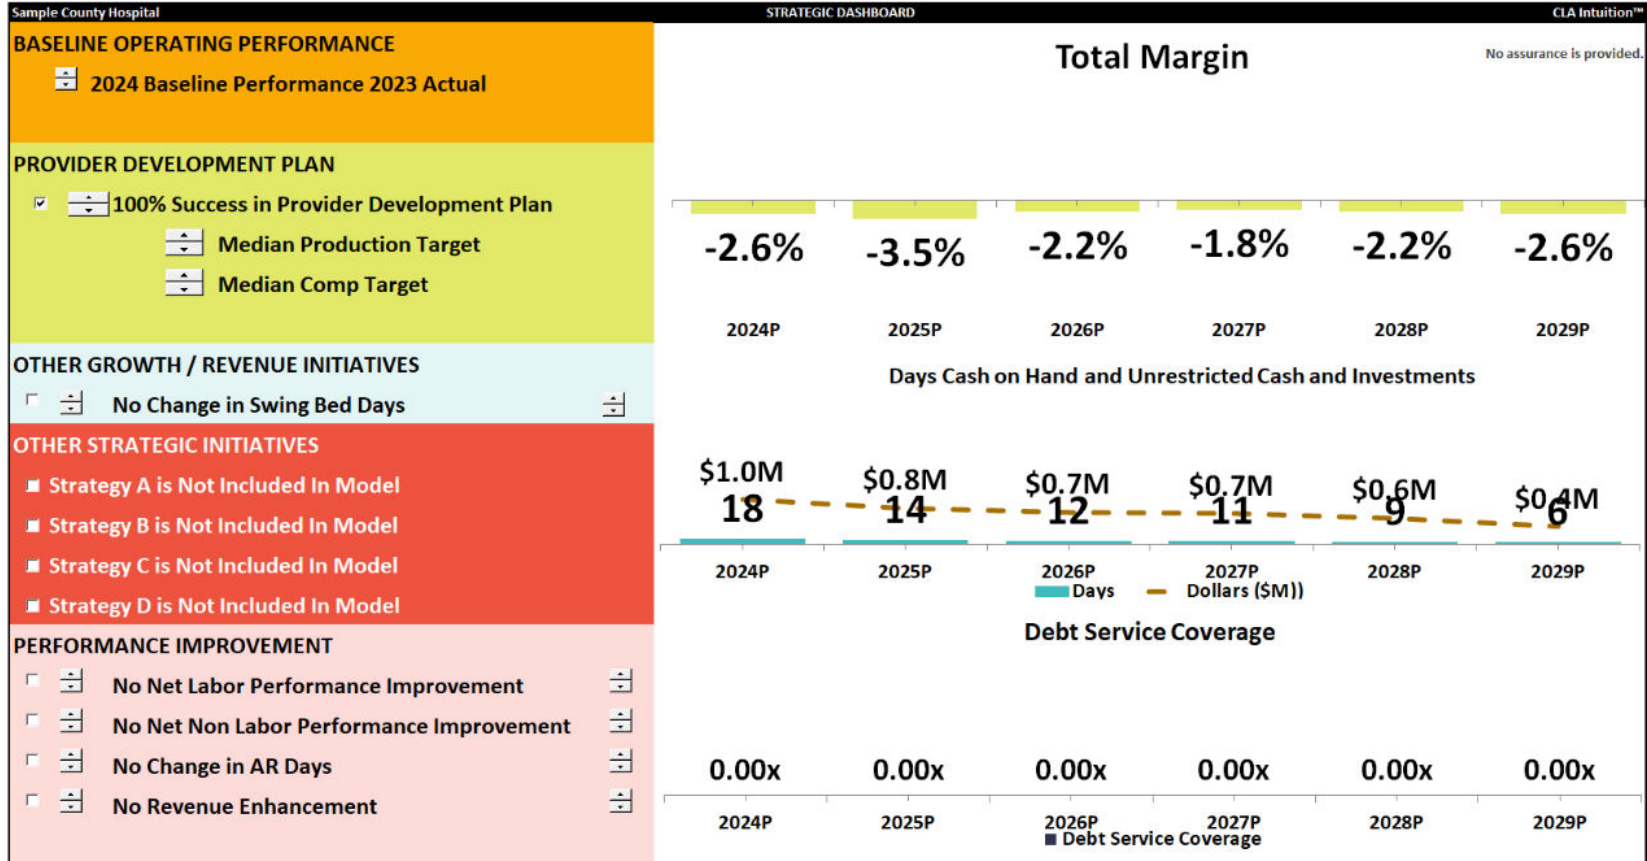 Sample County Hospital
STRATEGIC DASHBOARD
CLA Intuition™
BASELINE OPERATING PERFORMANCE
2024 Baseline Performance 2023 Actual
PROVIDER DEVELOPMENT PLAN
100% Success in Provider Development Plan
Median Production Target
Median Comp Target
OTHER GROWTH / REVENUE INITIATIVES
No Change in Swing Bed Days
OTHER STRATEGIC INITIATIVES
Strategy A is Not Included In Model
Strategy B is Not Included In Model
Strategy C is Not Included In Model
Strategy D is Not Included In Model
PERFORMANCE IMPROVEMENT
No Net Labor Performance Improvement
No Net Non Labor Performance Improvement
No Change in AR Days
No Revenue Enhancement
Total Margin
No assurance is provided.
-2.6% -3.5% -2.2% -1.8% -2.2% -2.6%
2024P 2025P 2026P 2027P 2028P 2029P
Days Cash on Hand and Unrestricted Cash and Investments
$1.0M $0.8M $0.7M $0.7M $0.6M $0.4M
18 14 12 11 9 6
2024P 2025P 2026P 2027P 2028P 2029P
Days Dollars ($M))
Debt Service Coverage
0.00x 0.00x 0.00x 0.00x 0.00x 0.00x
2024P 2025P 2026P 2027P 2028P 2029P
Debt Service Coverage